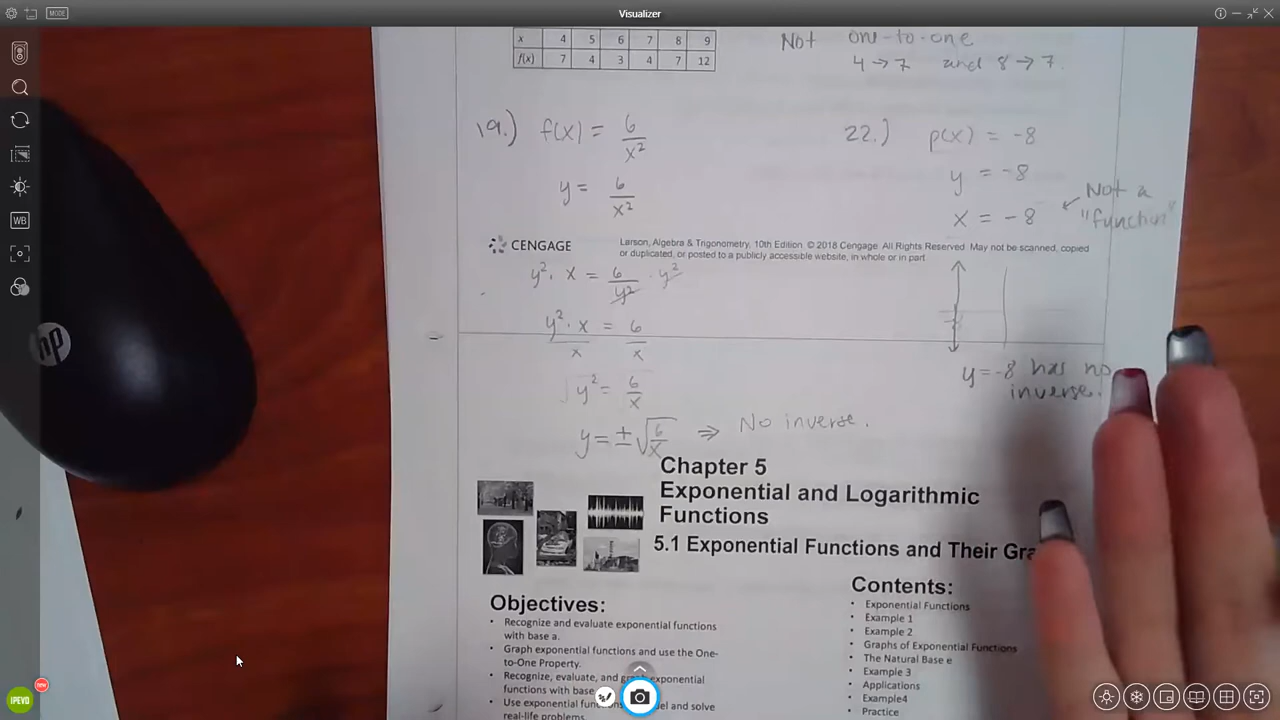 Visualizer
MODE
x 4 5 6 7 8 9
f(x) 7 4 3 4 7 12
Not one-to-one
4 → 7 and 8 → 7.
19.) f(x) = 6/x²
y = 6/x²
22.) p(x) = -8
y = -8
x = -8
Not a
"function"
CENGAGE
Larson, Algebra & Trigonometry, 10th Edition. © 2018 Cengage. All Rights Reserved. May not be scanned, copied
or duplicated, or posted to a publicly accessible website, in whole or in part.
y² · x = 6/y² · y²
y² · x / x = 6 / x
y² = 6/x
y = ± √6/x ⇒ No inverse.
y = -8 has no
inverse.
Chapter 5
Exponential and Logarithmic
Functions
5.1 Exponential Functions and Their Gra
Objectives:
• Recognize and evaluate exponential functions
with base a.
• Graph exponential functions and use the One-
to-One Property.
• Recognize, evaluate, and graph exponential
functions with base
• Use exponential model and solve
real-life problems.
Contents:
• Exponential Functions
• Example 1
• Example 2
• Graphs of Exponential Functions
• The Natural Base e
• Example 3
• Applications
• Example4
• Practice
hp
WB
new
IPEVO